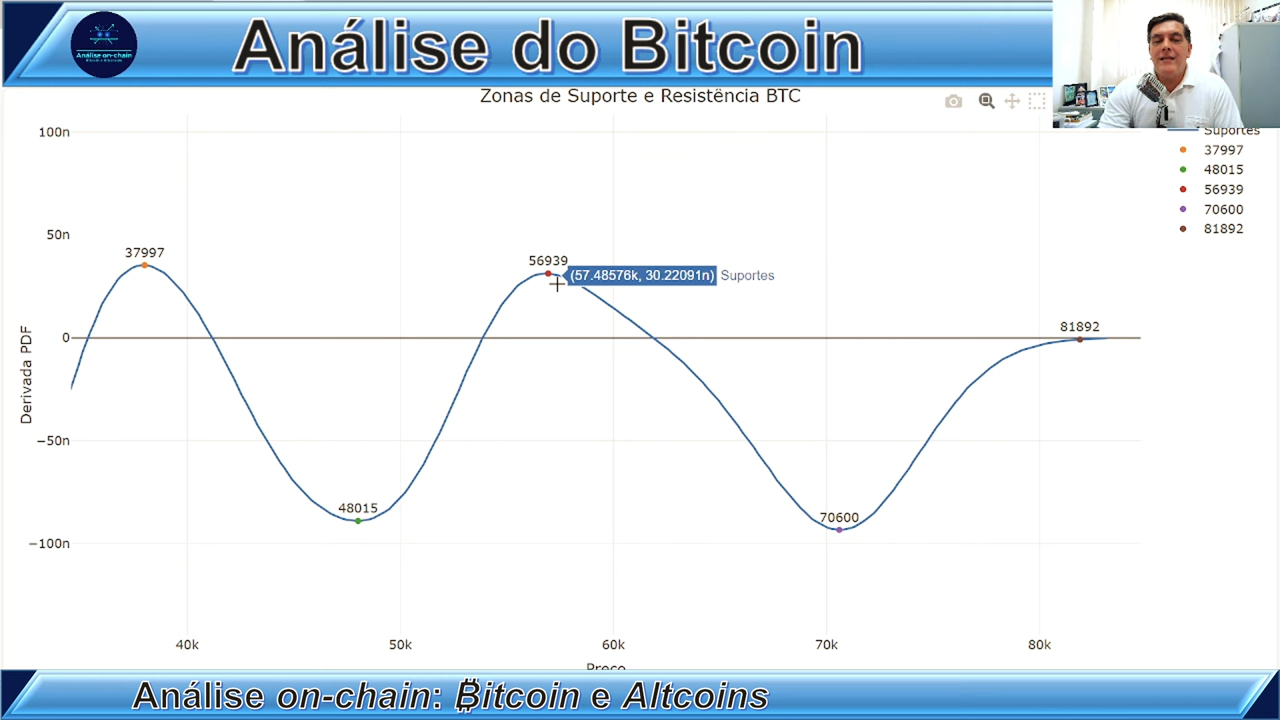 Análise do Bitcoin
Análise on-chain
Zonas de Suporte e Resistência BTC
Suportes
37997
48015
56939
70600
81892
100n
50n
0
−50n
−100n
Derivada PDF
37997
48015
56939
(57.48576k, 30.22091n) Suportes
70600
81892
40k
50k
60k
70k
80k
Preço
Análise on-chain: ₿itcoin e Altcoins